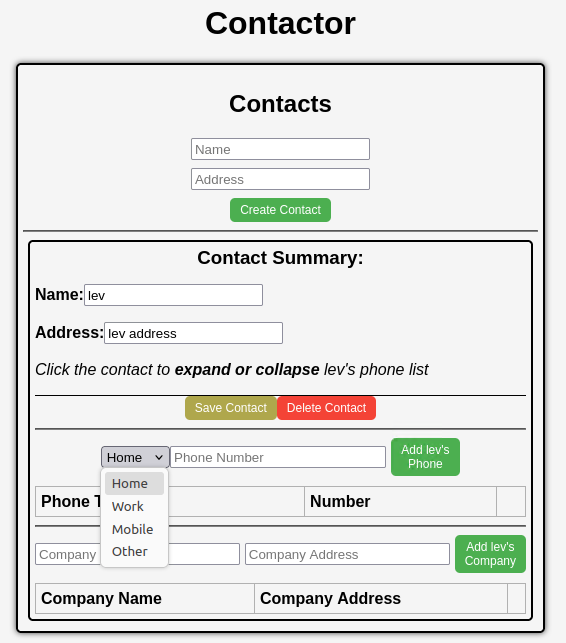 Contactor
Contacts
Name
Address
Create Contact
Contact Summary:
Name: lev
Address: lev address
Click the contact to expand or collapse lev's phone list
Save Contact Delete Contact
Home Phone Number Add lev's
Phone
Home
Work
Mobile
Other
Phone T Number
Company Company Address Add lev's
Company
Company Name Company Address